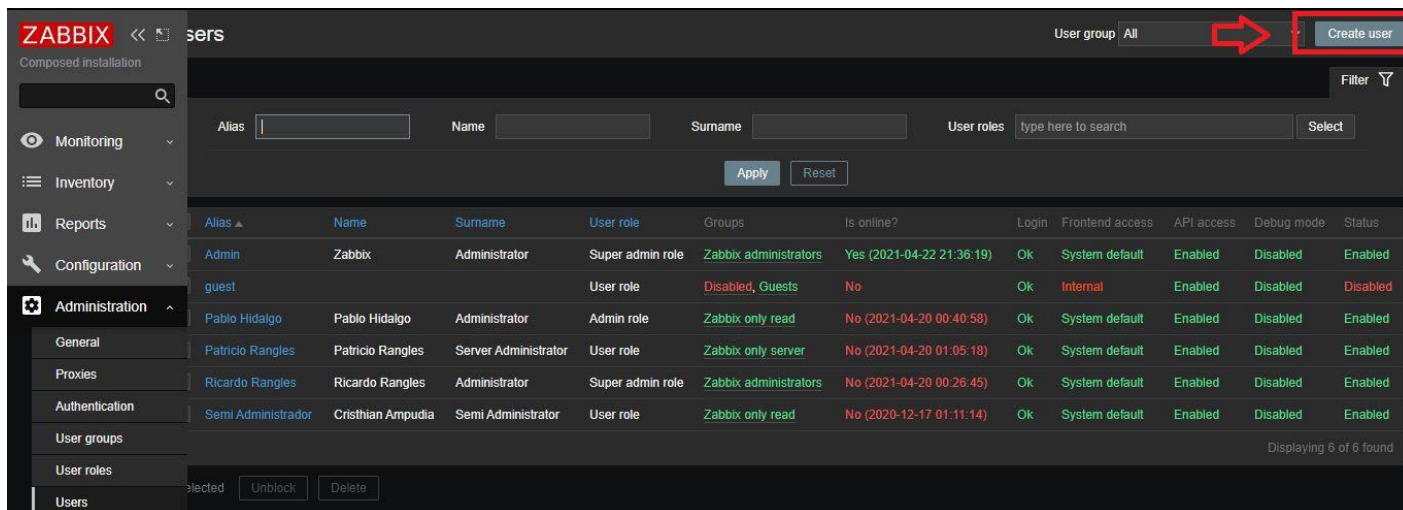 ZABBIX
sers
User group All
Create user
Composed installation
Filter
Alias Name Surname User roles type here to search Select
Monitoring
Apply Reset
Inventory
Reports
Alias Name Surname User role Groups Is online? Login Frontend access API access Debug mode Status
Configuration
Admin Zabbix Administrator Super admin role Zabbix administrators Yes (2021-04-22 21:36:19) Ok System default Enabled Disabled Enabled
guest User role Disabled, Guests No Ok Internal Enabled Disabled Disabled
Administration
Pablo Hidalgo Pablo Hidalgo Administrator Admin role Zabbix only read No (2021-04-20 00:40:58) Ok System default Enabled Disabled Enabled
General
Patricio Rangles Patricio Rangles Server Administrator User role Zabbix only server No (2021-04-20 01:05:18) Ok System default Enabled Disabled Enabled
Proxies
Ricardo Rangles Ricardo Rangles Administrator Super admin role Zabbix administrators No (2021-04-20 00:26:45) Ok System default Enabled Disabled Enabled
Authentication
Semi Administrador Cristhian Ampudia Semi Administrator User role Zabbix only read No (2020-12-17 01:11:14) Ok System default Enabled Disabled Enabled
User groups
Displaying 6 of 6 found
User roles
elected Unblock Delete
Users